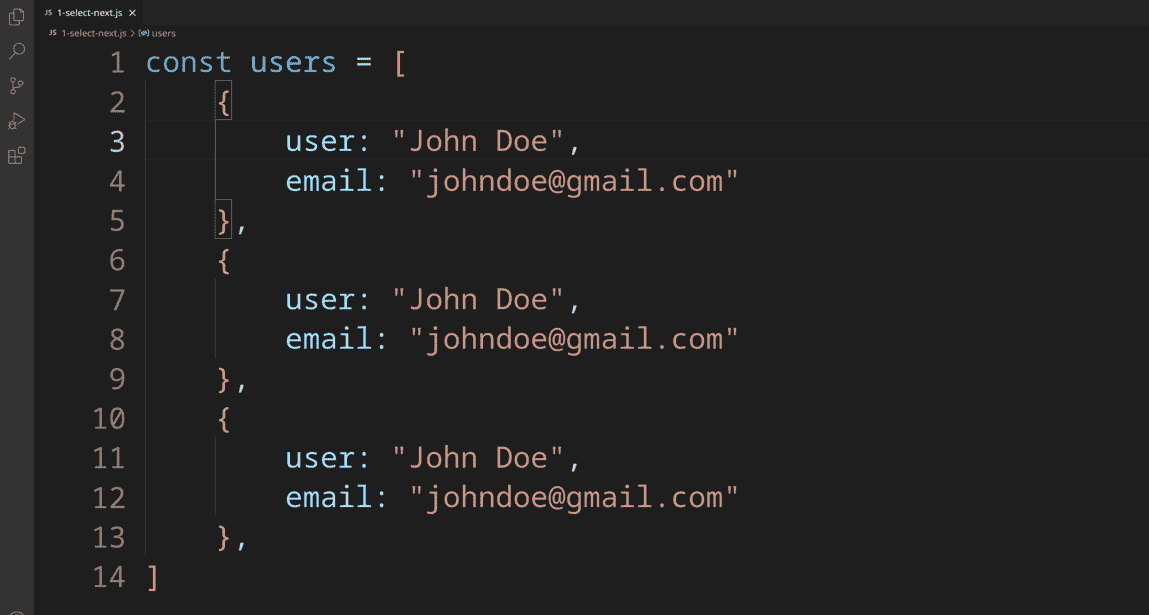 JS 1-select-next.js ×
JS 1-select-next.js > users
1 const users = [
2 {
3 user: "John Doe",
4 email: "johndoe@gmail.com"
5 },
6 {
7 user: "John Doe",
8 email: "johndoe@gmail.com"
9 },
10 {
11 user: "John Doe",
12 email: "johndoe@gmail.com"
13 },
14 ]